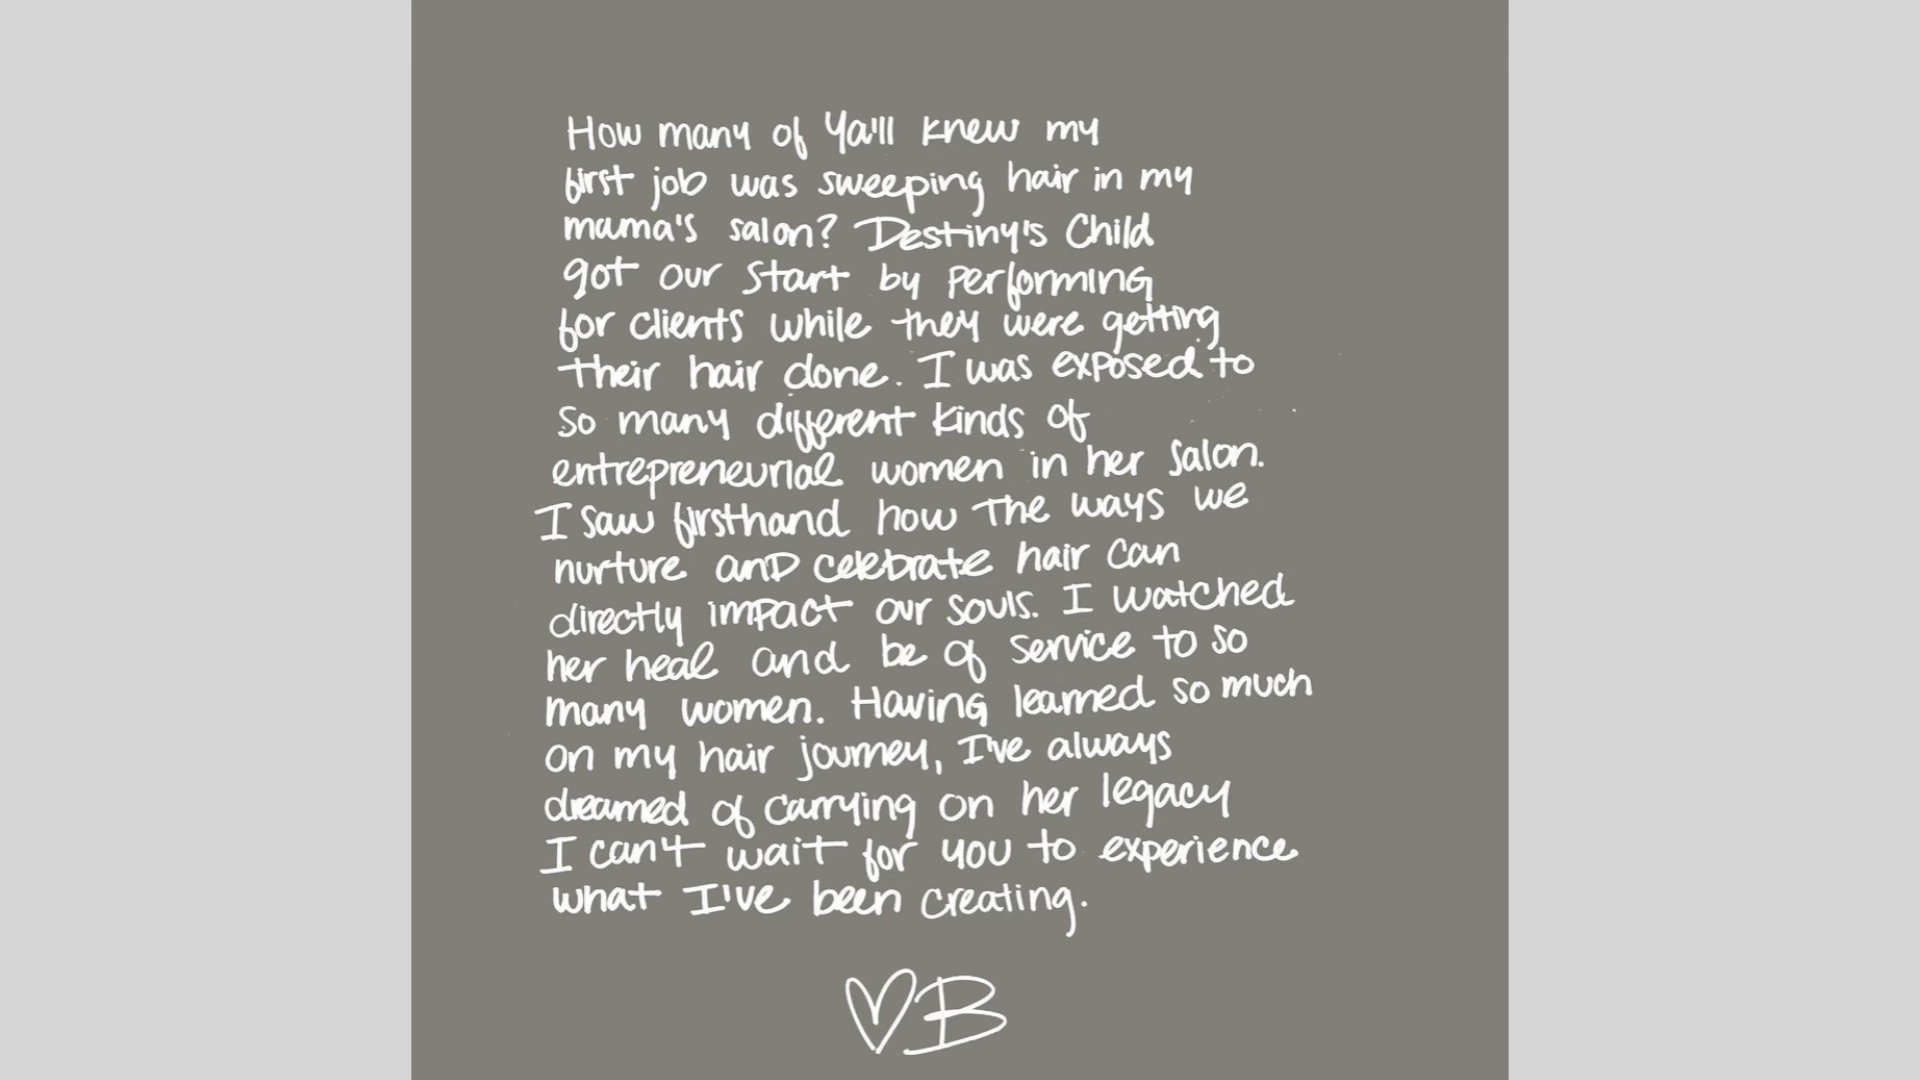 How many of Ya'll knew my
first job was sweeping hair in my
mama's salon? Destiny's Child
got our start by performing
for clients while they were getting
their hair done. I was exposed to
so many different kinds of
entrepreneurial women in her salon.
I saw firsthand how the ways we
nurture and celebrate hair can
directly impact our souls. I watched
her heal and be of service to so
many women. Having learned so much
on my hair journey, I've always
dreamed of carrying on her legacy
I can't wait for you to experience
what I've been creating.
♡B